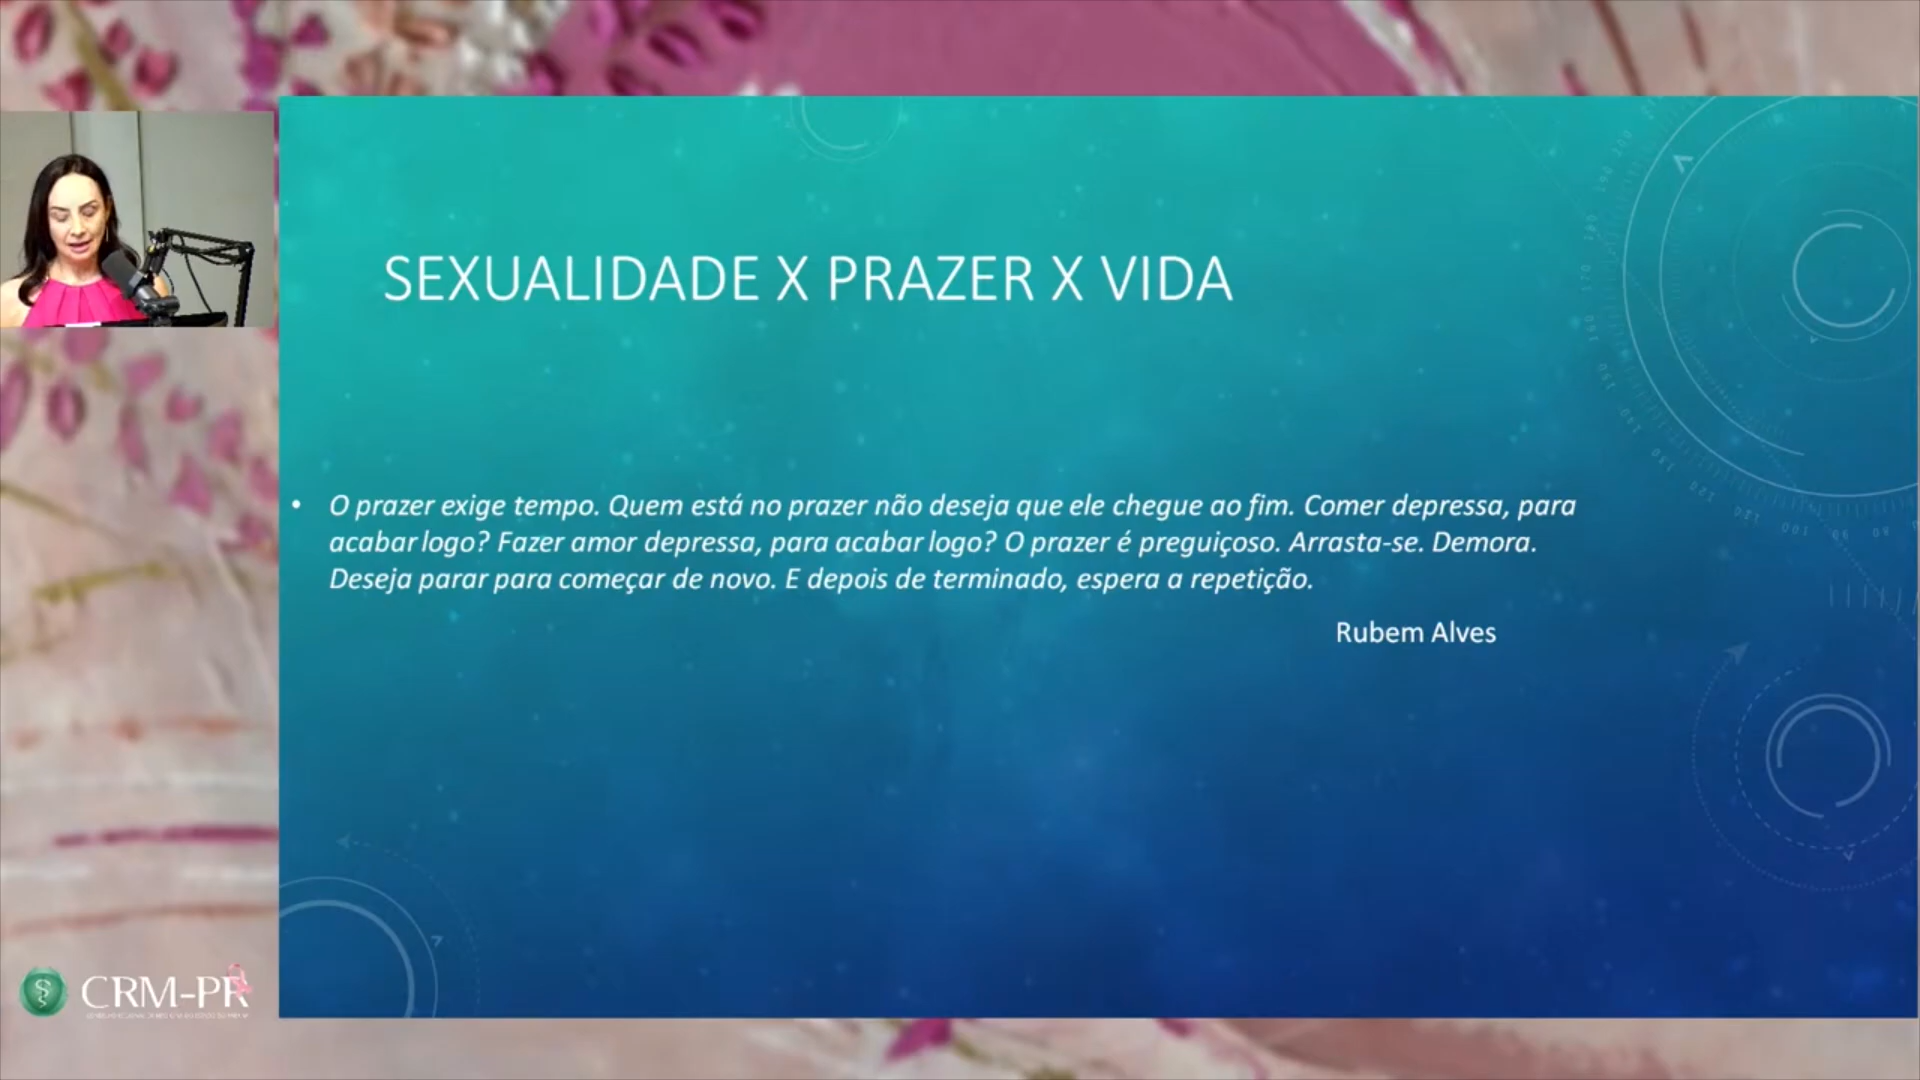 SEXUALIDADE X PRAZER X VIDA
• O prazer exige tempo. Quem está no prazer não deseja que ele chegue ao fim. Comer depressa, para
acabar logo? Fazer amor depressa, para acabar logo? O prazer é preguiçoso. Arrasta-se. Demora.
Deseja parar para começar de novo. E depois de terminado, espera a repetição.
Rubem Alves
CRM-PR